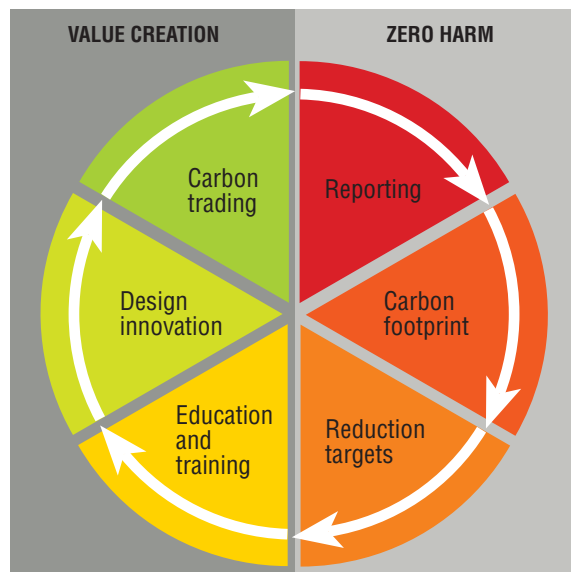 VALUE CREATION
ZERO HARM
Carbon
trading
Reporting
Design
innovation
Carbon
footprint
Education
and
training
Reduction
targets